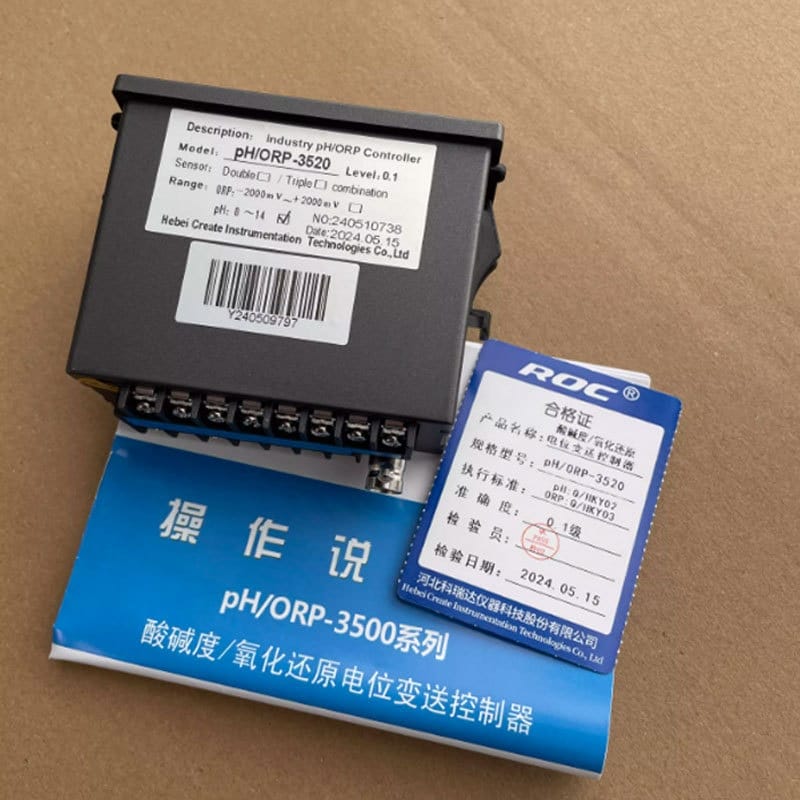 Description: Industry pH/ORP Controller
Model: pH/ORP-3520 Level:0.1
Sensor: Double□ / Triple□ combination
Range: ORP:-2000mV～+2000mV □
pH: 0～14 ☑
NO:240510738
Date:2024.05.15
Hebei Create Instrumentation Technologies Co.,Ltd
Y240509797
ROC®
合格证
产品名称: 酸碱度/氧化还原
电位变送控制器
规格型号: pH/ORP-3520
执行标准: pH:Q/HKY02
ORP:Q/HKY03
准确度: 0.1级
检验员:
PASS
检验日期: 2024.05.15
河北科瑞达仪器科技股份有限公司
Hebei Create Instrumentation Technologies Co., Ltd
操作说
pH/ORP-3500系列
酸碱度/氧化还原电位变送控制器